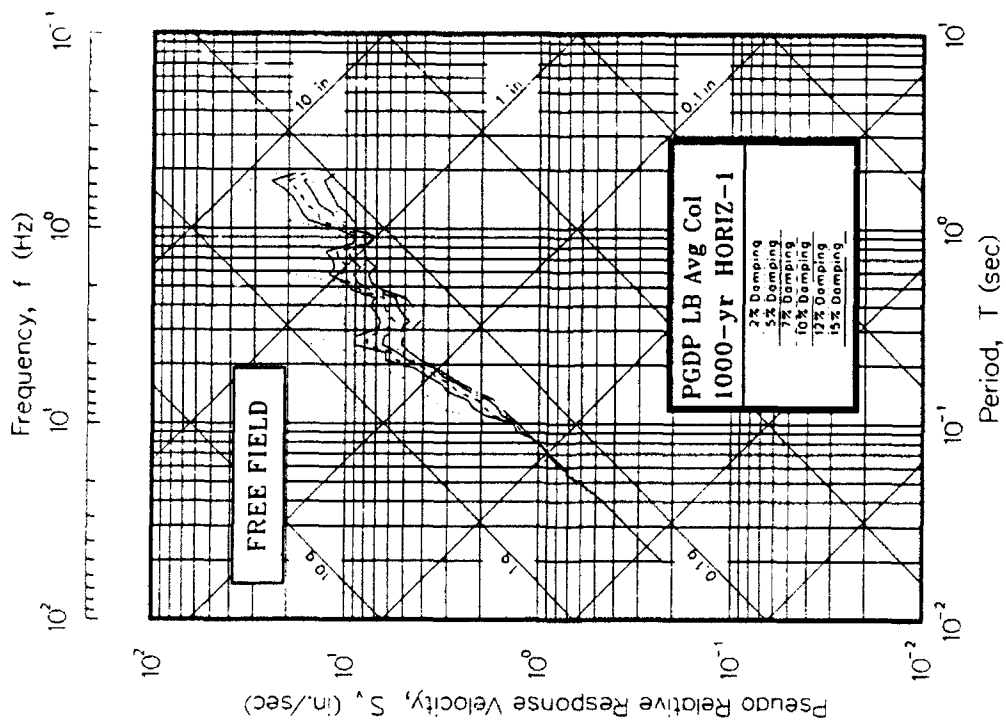 Frequency, f (Hz)
10² 10¹ 10⁰ 10⁻¹
FREE FIELD
10 in
1 in
0.1 in
10g
1g
0.1g
PGDP LB Avg Col
1000-yr HORIZ-1
2% Damping
5% Damping
7% Damping
10% Damping
12% Damping
15% Damping
Pseudo Relative Response Velocity, Sᵥ (in./sec)
10²
10¹
10⁰
10⁻¹
10⁻²
10⁻² 10⁻¹ 10⁰ 10¹
Period, T (sec)